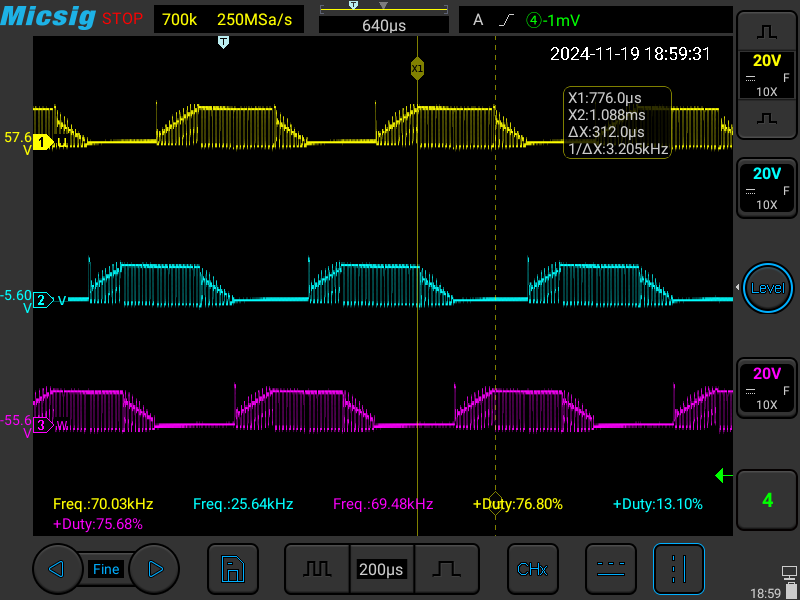 Micsig STOP 700k 250MSa/s 640µs A 4-1mV
T
T
2024-11-19 18:59:31
X1
X1:776.0µs
X2:1.088ms
ΔX:312.0µs
1/ΔX:3.205kHz
57.6
V
1 U
-5.60
V
2 V
-55.6
V
3 W
Freq.:70.03kHz Freq.:25.64kHz Freq.:69.48kHz +Duty:76.80% +Duty:13.10%
+Duty:75.68%
20V
F
10X
20V
F
10X
Level
20V
F
10X
4
Fine 200µs CHx
18:59